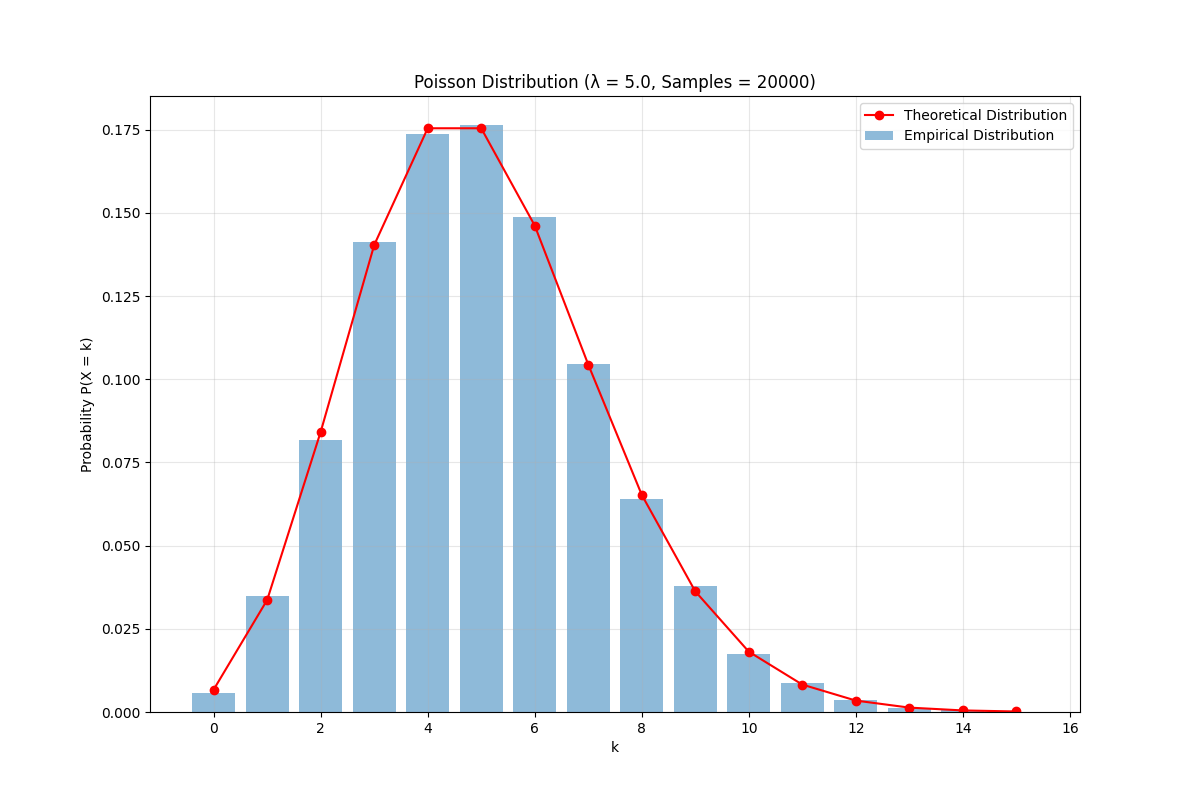 Poisson Distribution (λ = 5.0, Samples = 20000)
Theoretical Distribution
Empirical Distribution
Probability P(X = k)
0.175
0.150
0.125
0.100
0.075
0.050
0.025
0.000
0 2 4 6 8 10 12 14 16
k